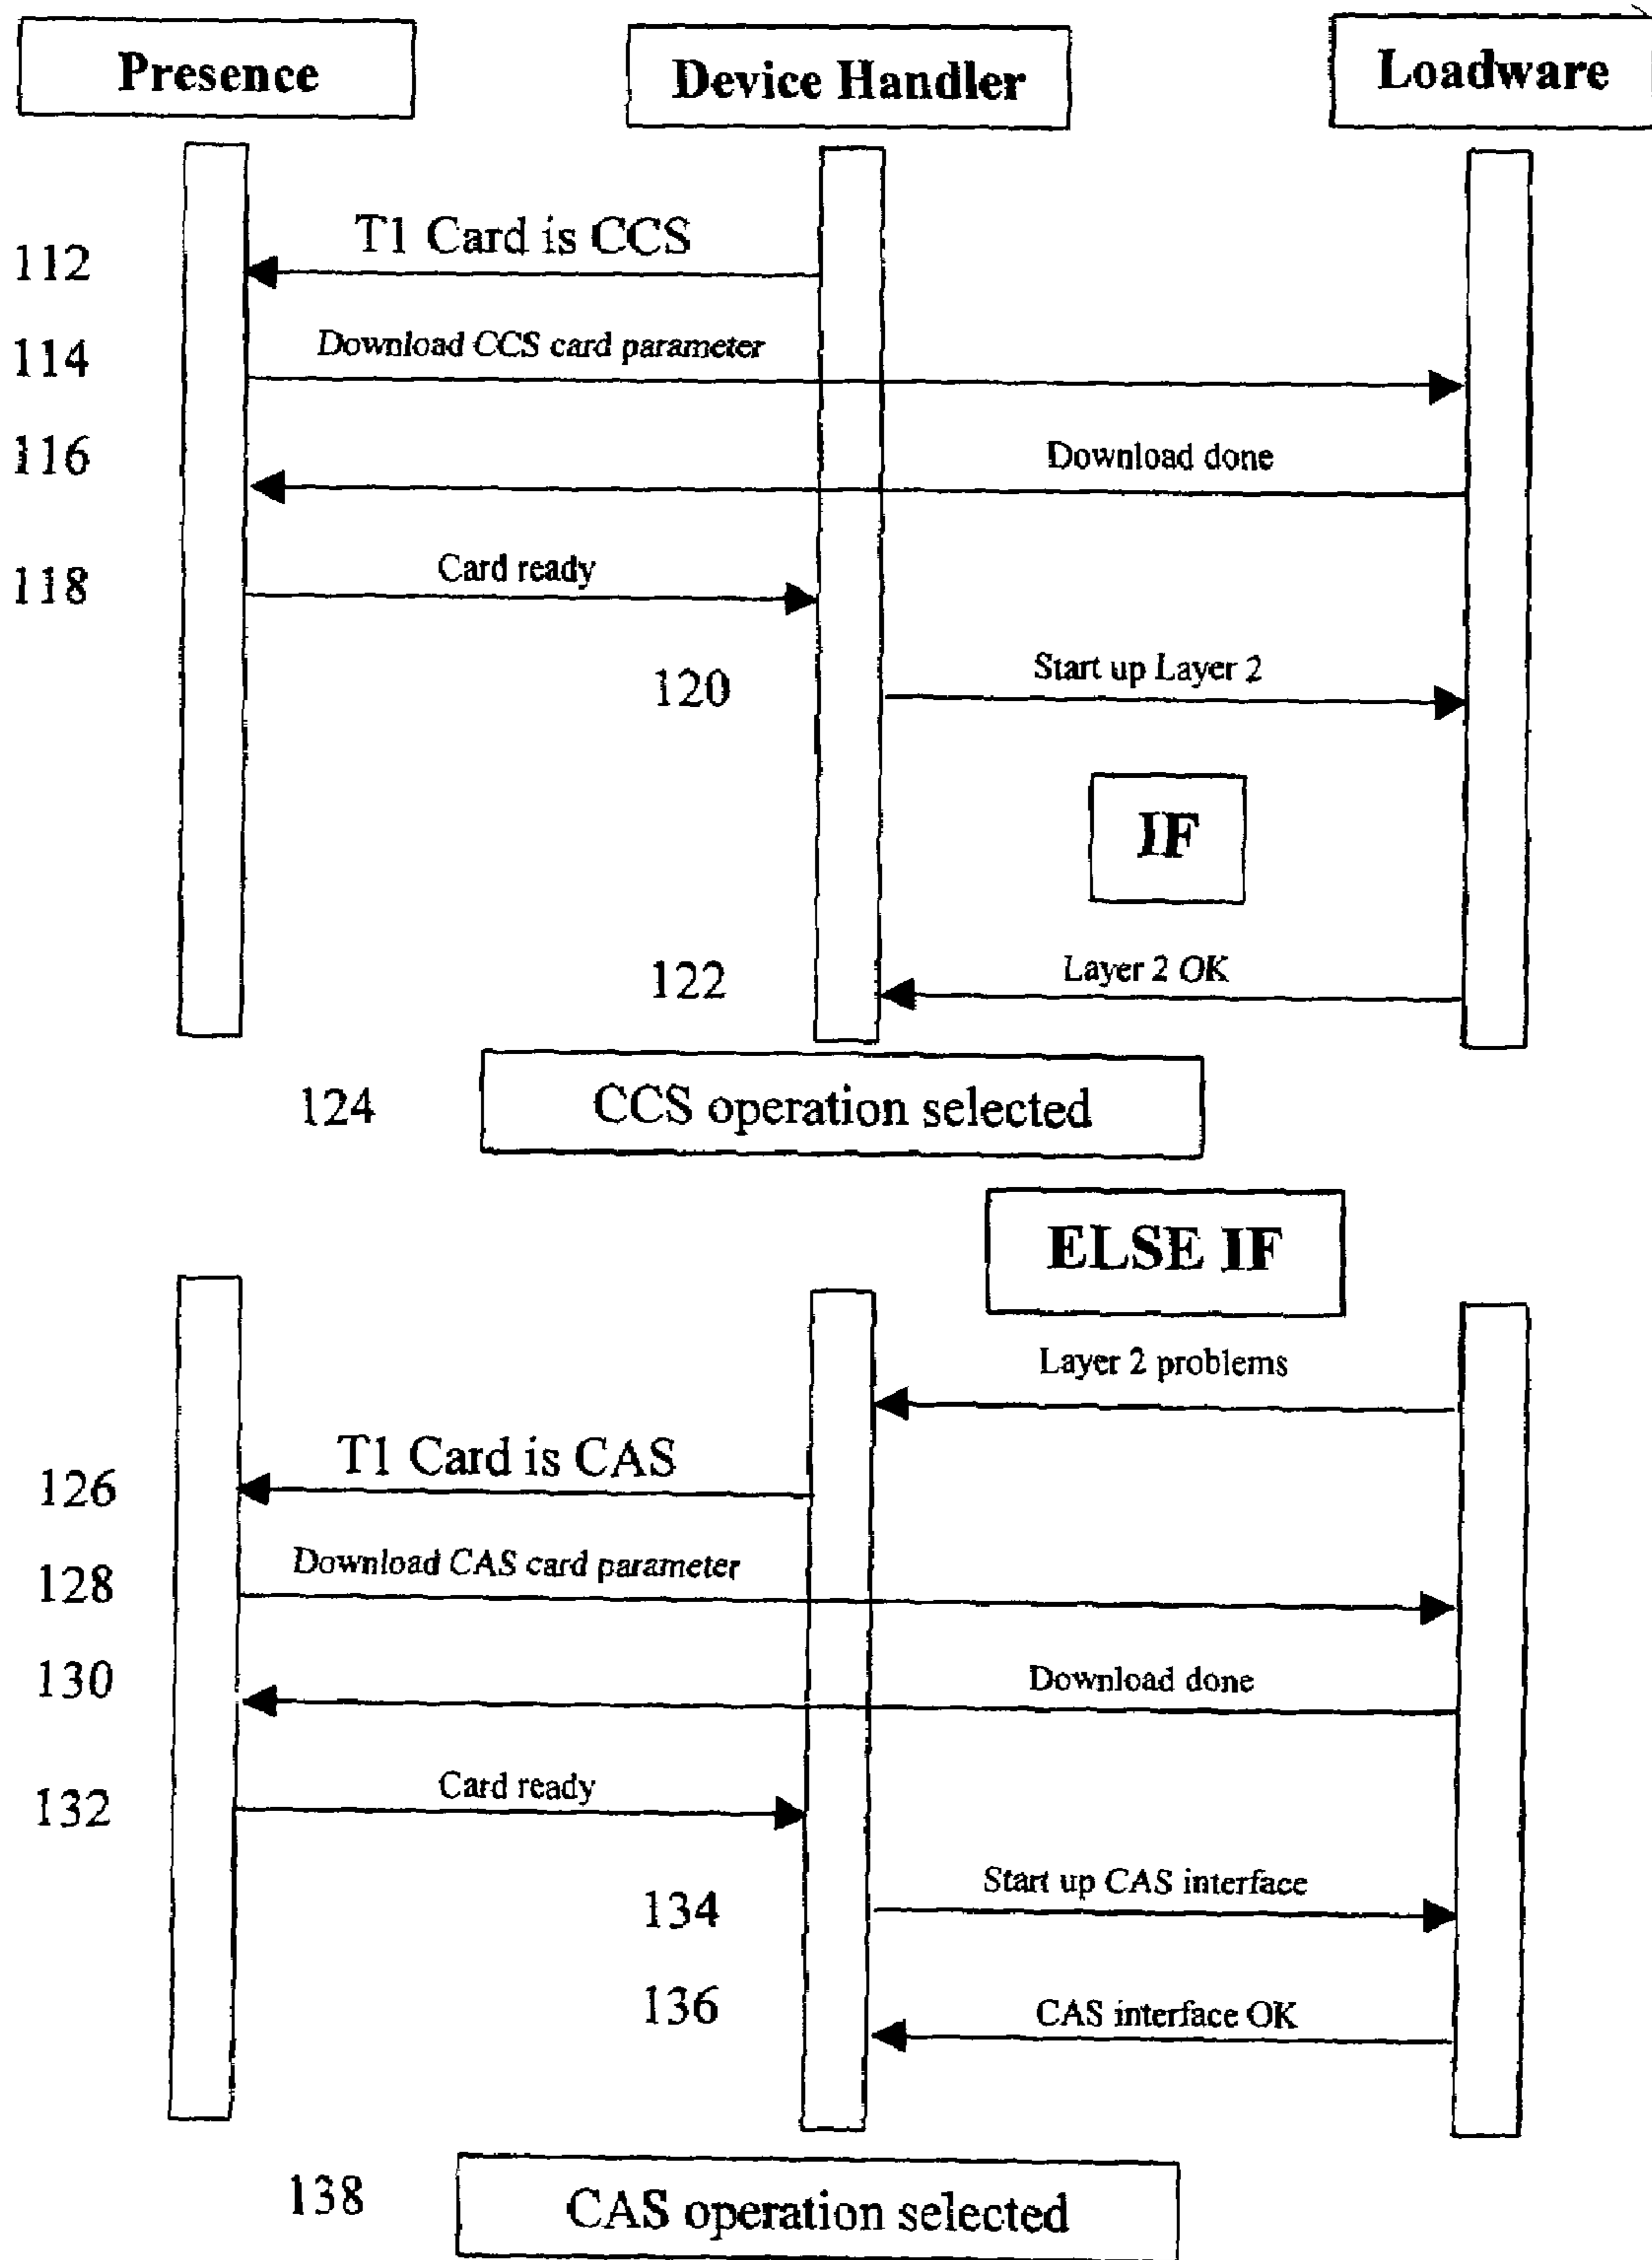 Presence
Device Handler
Loadware
T1 Card is CCS
112
Download CCS card parameter
114
Download done
116
Card ready
118
Start up Layer 2
120
IF
Layer 2 OK
122
124
CCS operation selected
ELSE IF
Layer 2 problems
T1 Card is CAS
126
Download CAS card parameter
128
Download done
130
Card ready
132
Start up CAS interface
134
CAS interface OK
136
138
CAS operation selected